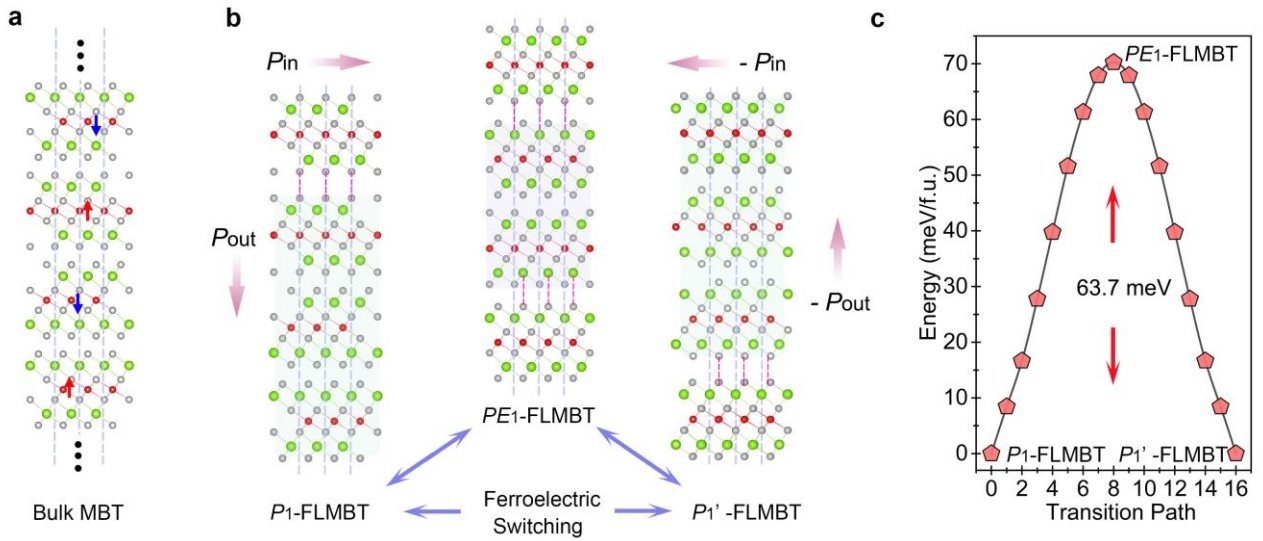 a
b
c
Pin
- Pin
Pout
- Pout
PE1-FLMBT
Bulk MBT
P1-FLMBT
Ferroelectric
Switching
P1' -FLMBT
Energy (meV/f.u.)
70
60
50
40
30
20
10
0
PE1-FLMBT
63.7 meV
P1-FLMBT
P1' -FLMBT
0 2 4 6 8 10 12 14 16
Transition Path